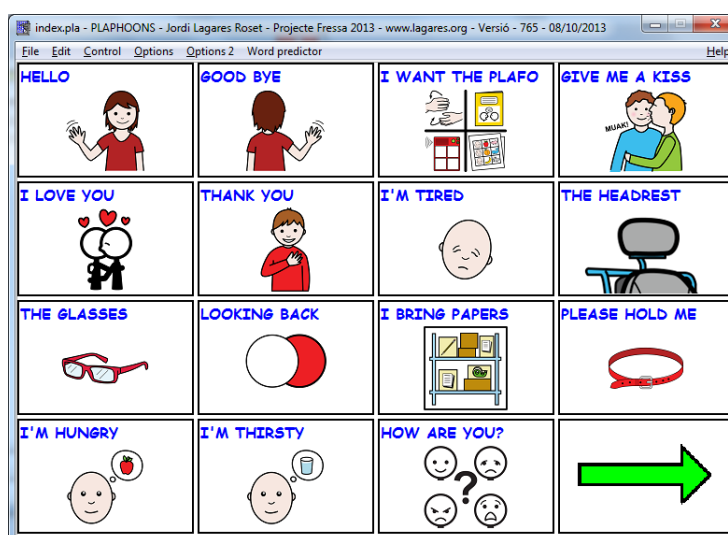 index.pla - PLAPHOONS - Jordi Lagares Roset - Projecte Fressa 2013 - www.lagares.org - Versió - 765 - 08/10/2013
File Edit Control Options Options 2 Word predictor Help
HELLO
GOOD BYE
I WANT THE PLAFO
GIVE ME A KISS
MUAK!
I LOVE YOU
THANK YOU
I'M TIRED
THE HEADREST
THE GLASSES
LOOKING BACK
I BRING PAPERS
PLEASE HOLD ME
I'M HUNGRY
I'M THIRSTY
HOW ARE YOU?
?